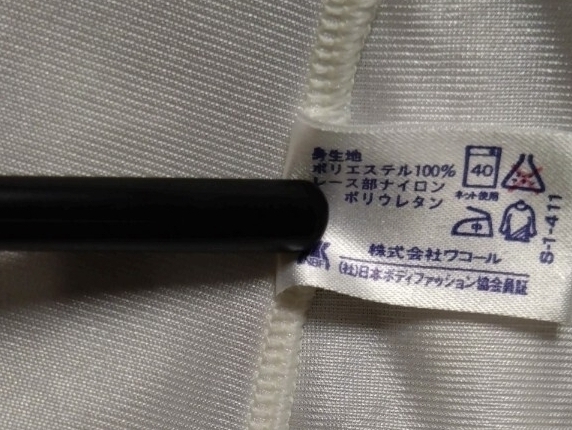 身生地
ポリエステル100%
レース部ナイロン
ポリウレタン
40
ネット使用
株式会社ワコール
(社)日本ボディファッション協会員証
S-1-411